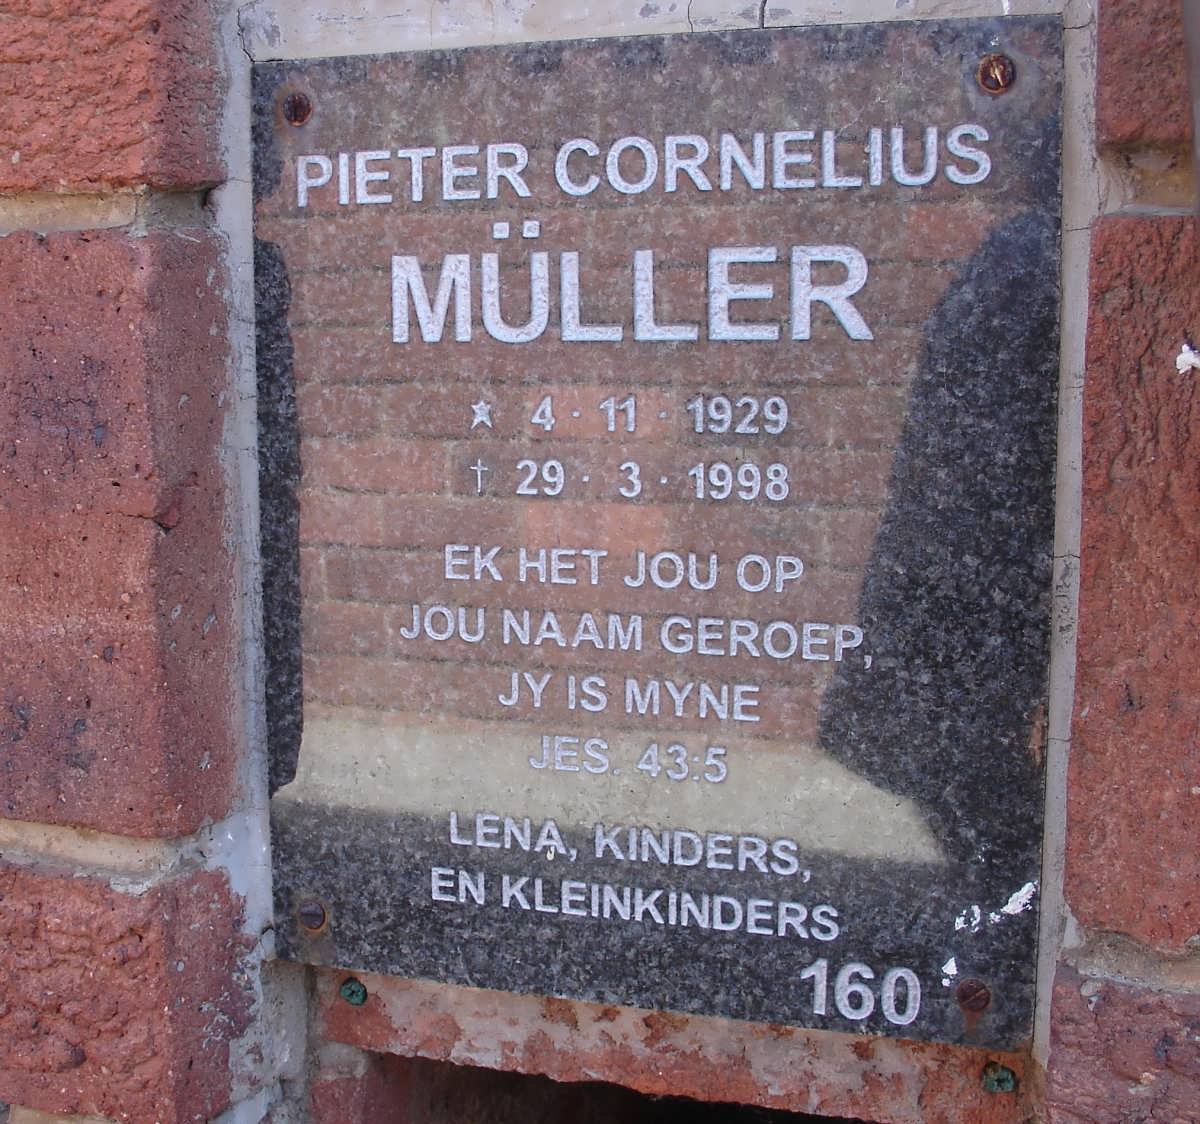 PIETER CORNELIUS
MÜLLER
★ 4 · 11 · 1929
† 29 · 3 · 1998
EK HET JOU OP
JOU NAAM GEROEP,
JY IS MYNE
JES. 43:5
LENA, KINDERS,
EN KLEINKINDERS
160